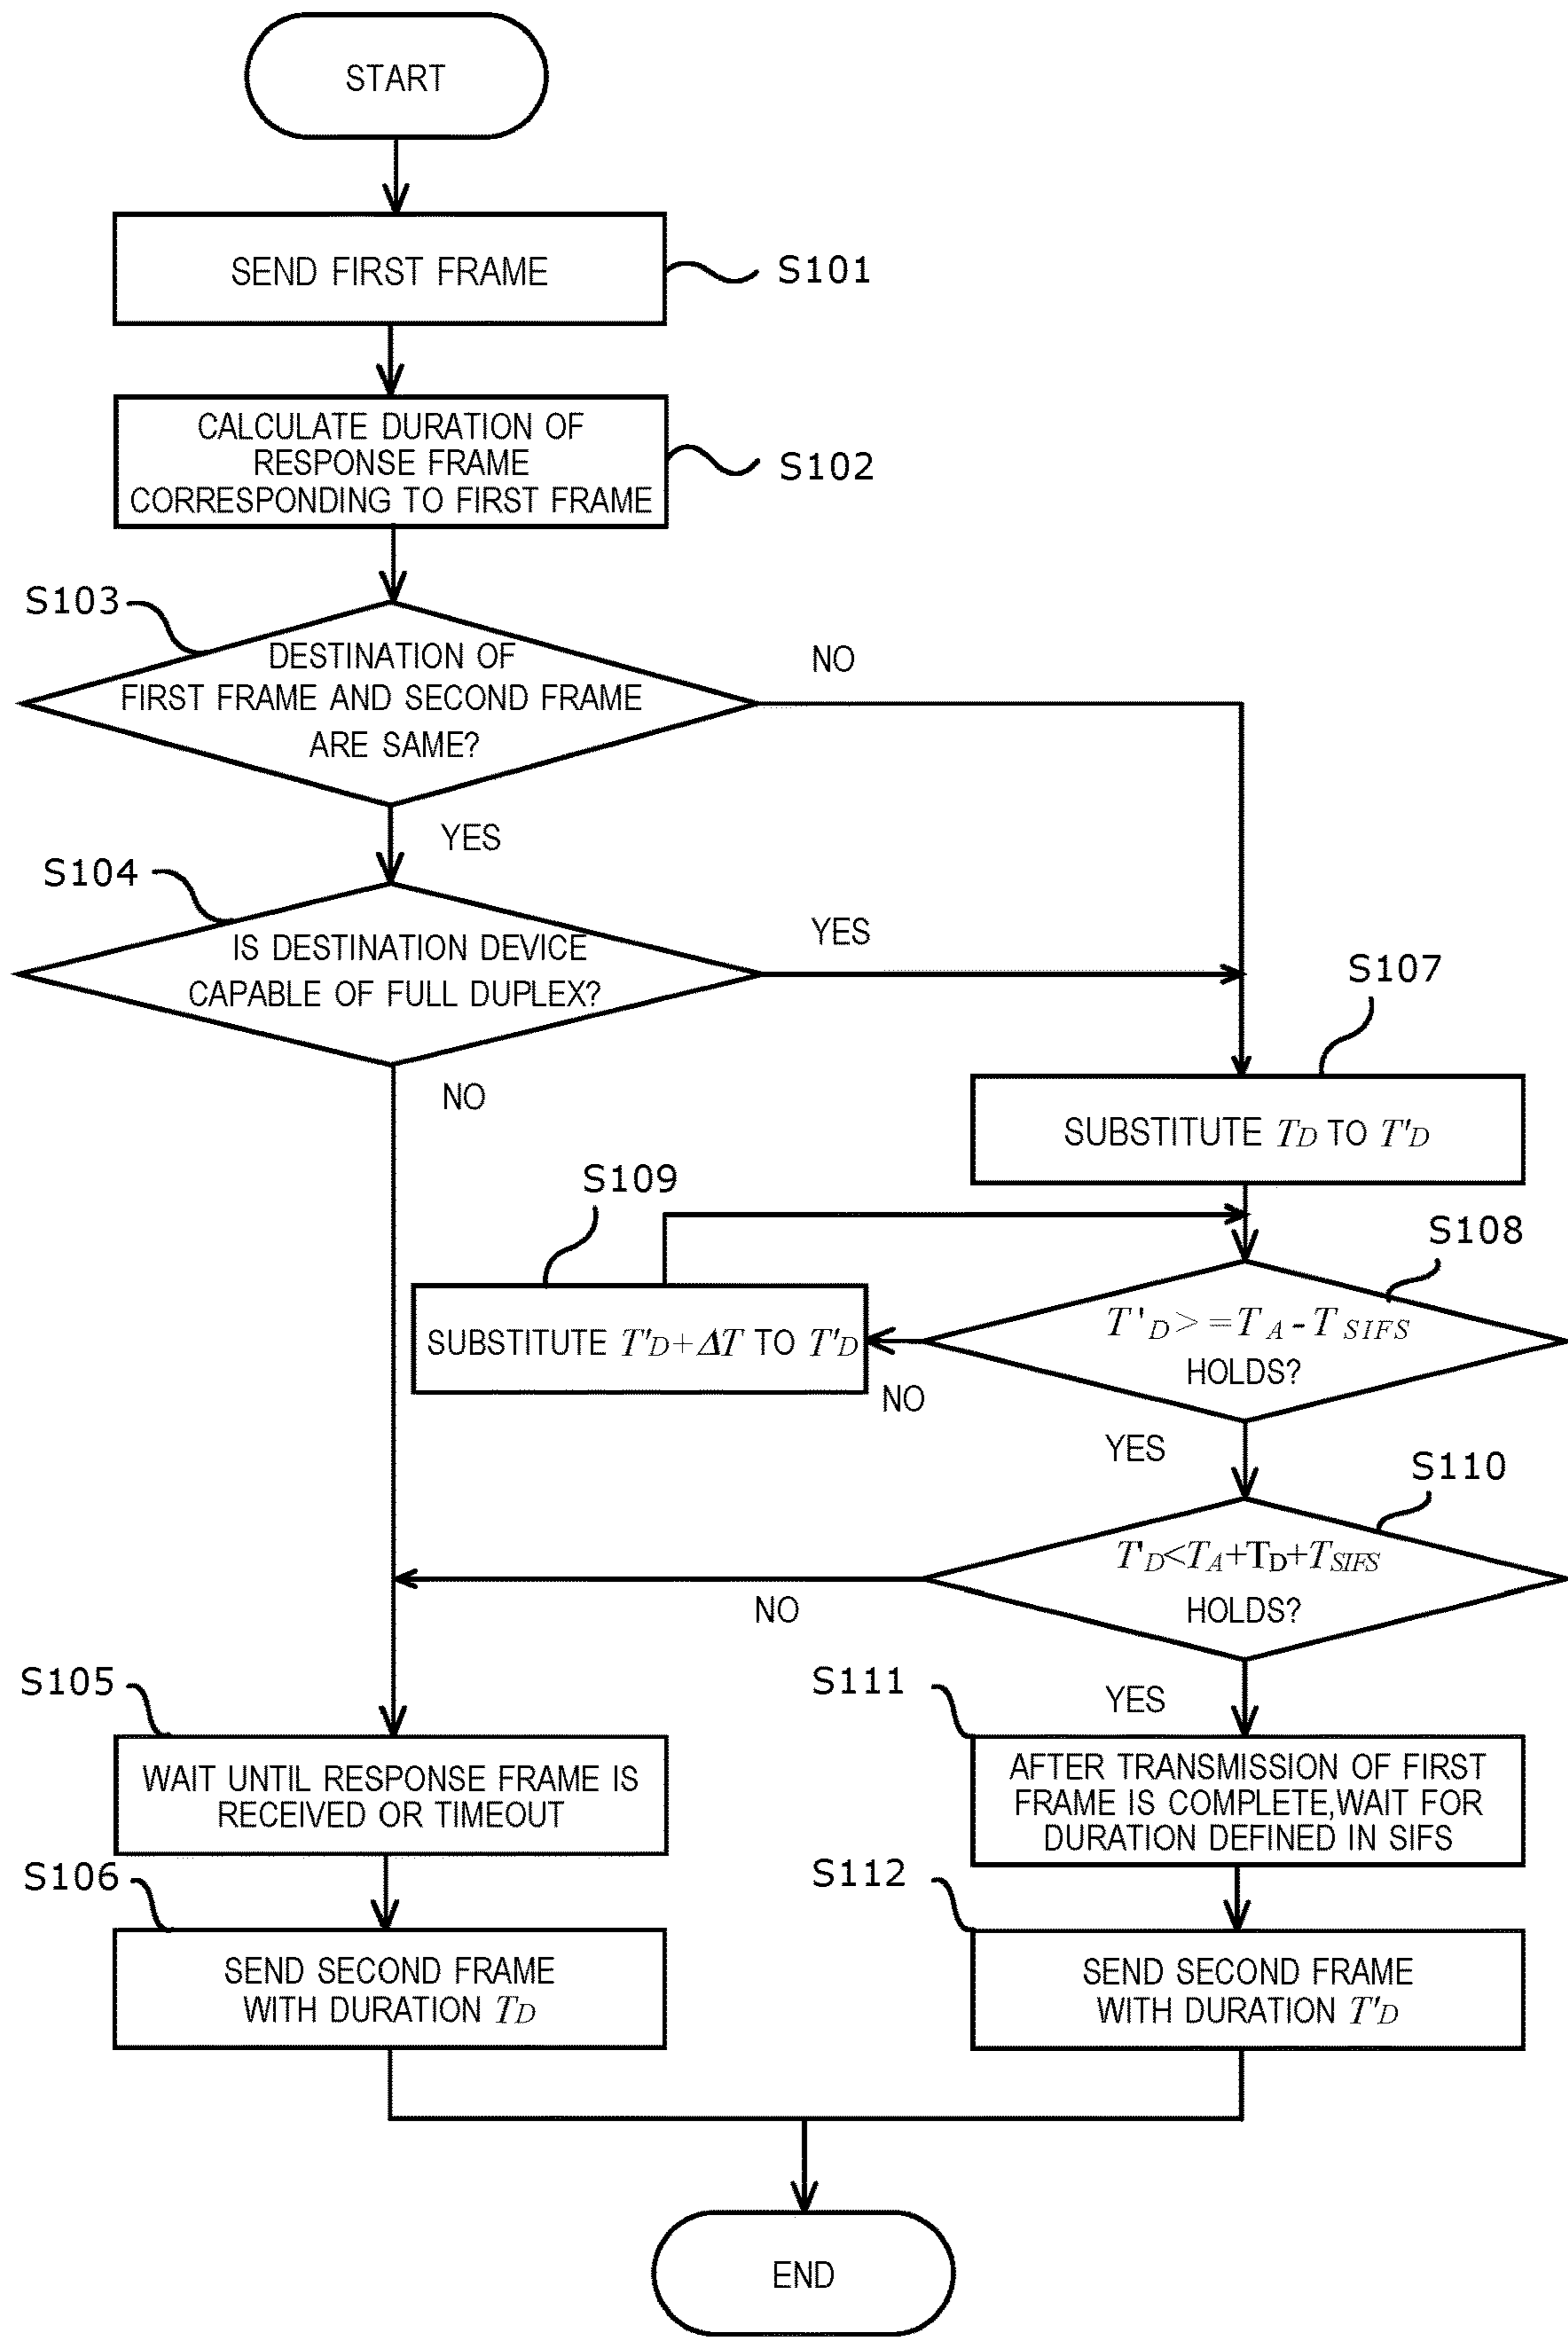 START
SEND FIRST FRAME
S101
CALCULATE DURATION OF
RESPONSE FRAME
CORRESPONDING TO FIRST FRAME
S102
S103
DESTINATION OF
FIRST FRAME AND SECOND FRAME
ARE SAME?
NO
YES
S104
IS DESTINATION DEVICE
CAPABLE OF FULL DUPLEX?
YES
NO
S107
SUBSTITUTE TD TO T'D
S109
SUBSTITUTE T'D+ΔT TO T'D
S108
T'D>=TA-TSIFS
HOLDS?
NO
YES
S110
T'D<TA+TD+TSIFS
HOLDS?
NO
YES
S105
WAIT UNTIL RESPONSE FRAME IS
RECEIVED OR TIMEOUT
S111
AFTER TRANSMISSION OF FIRST
FRAME IS COMPLETE,WAIT FOR
DURATION DEFINED IN SIFS
S106
SEND SECOND FRAME
WITH DURATION TD
S112
SEND SECOND FRAME
WITH DURATION T'D
END